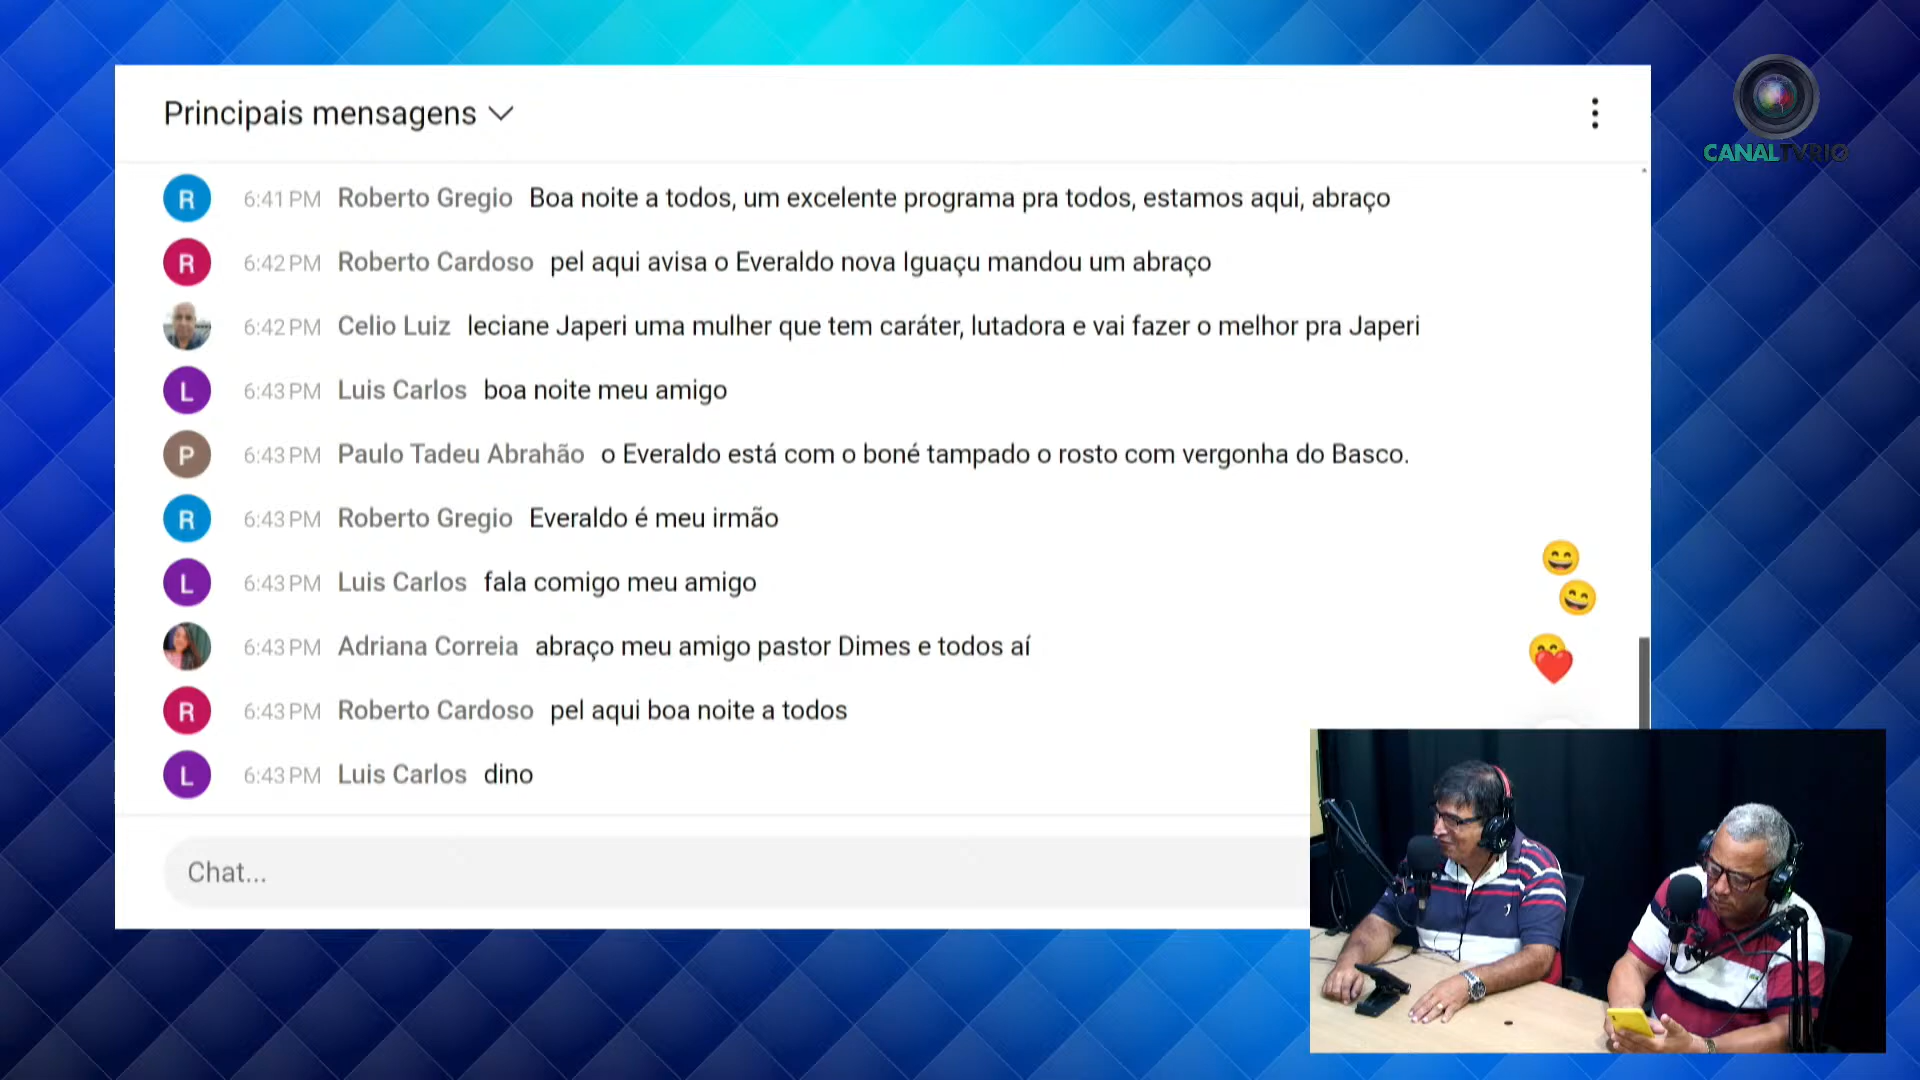 CANALTVRIO
Principais mensagens
R 6:41 PM Roberto Gregio Boa noite a todos, um excelente programa pra todos, estamos aqui, abraço
R 6:42 PM Roberto Cardoso pel aqui avisa o Everaldo nova Iguaçu mandou um abraço
6:42 PM Celio Luiz leciane Japeri uma mulher que tem caráter, lutadora e vai fazer o melhor pra Japeri
L 6:43 PM Luis Carlos boa noite meu amigo
P 6:43 PM Paulo Tadeu Abrahão o Everaldo está com o boné tampado o rosto com vergonha do Basco.
R 6:43 PM Roberto Gregio Everaldo é meu irmão
L 6:43 PM Luis Carlos fala comigo meu amigo
6:43 PM Adriana Correia abraço meu amigo pastor Dimes e todos aí
R 6:43 PM Roberto Cardoso pel aqui boa noite a todos
L 6:43 PM Luis Carlos dino
Chat...